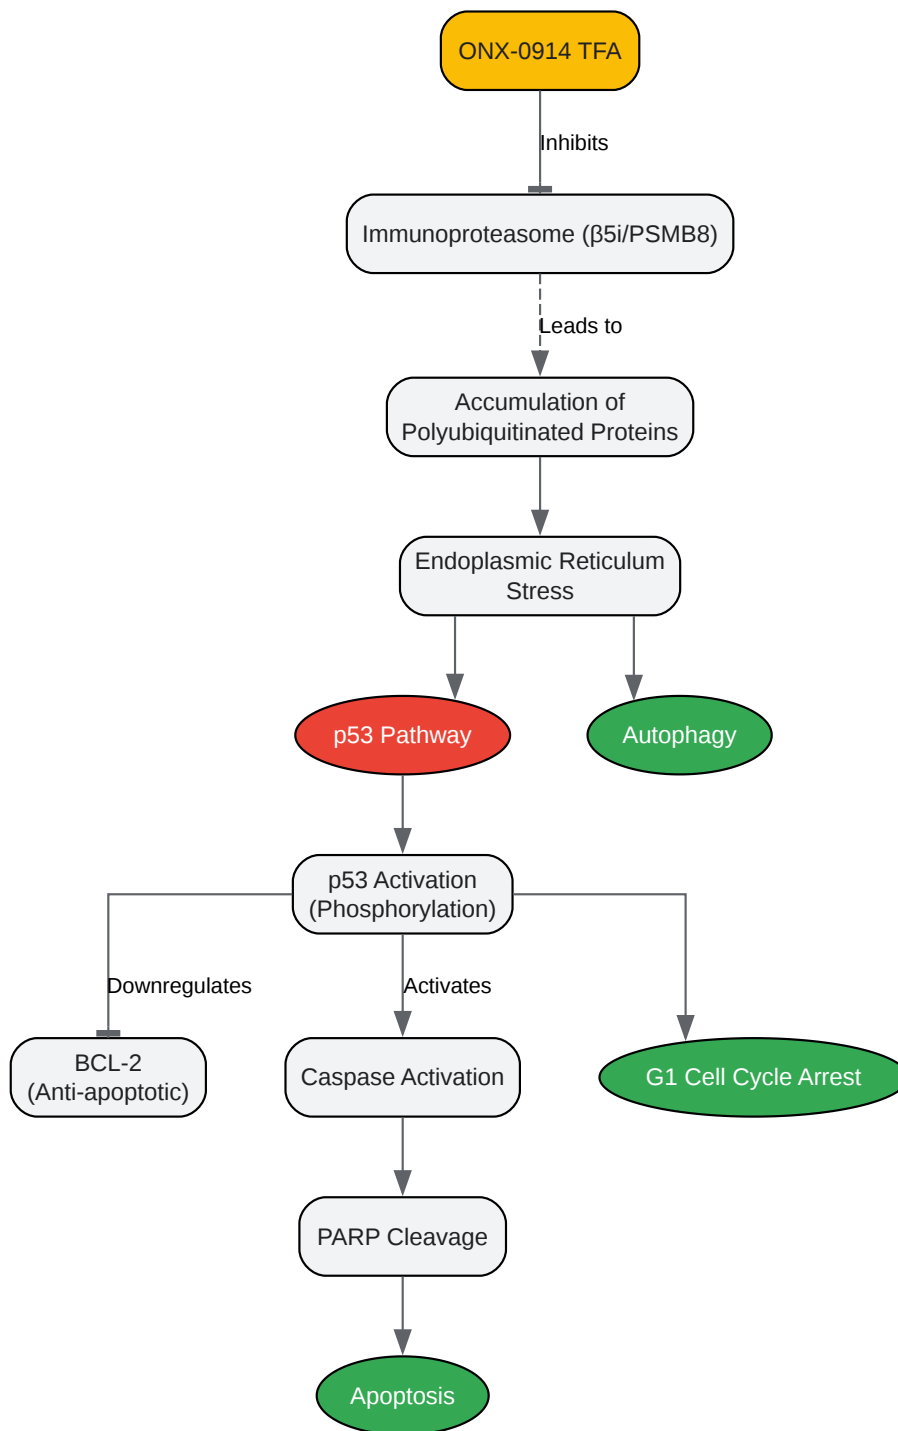 ONX-0914 TFA
Inhibits
Immunoproteasome (β5i/PSMB8)
Leads to
Accumulation of
Polyubiquitinated Proteins
Endoplasmic Reticulum
Stress
p53 Pathway
Autophagy
p53 Activation
(Phosphorylation)
Downregulates
Activates
BCL-2
(Anti-apoptotic)
Caspase Activation
G1 Cell Cycle Arrest
PARP Cleavage
Apoptosis